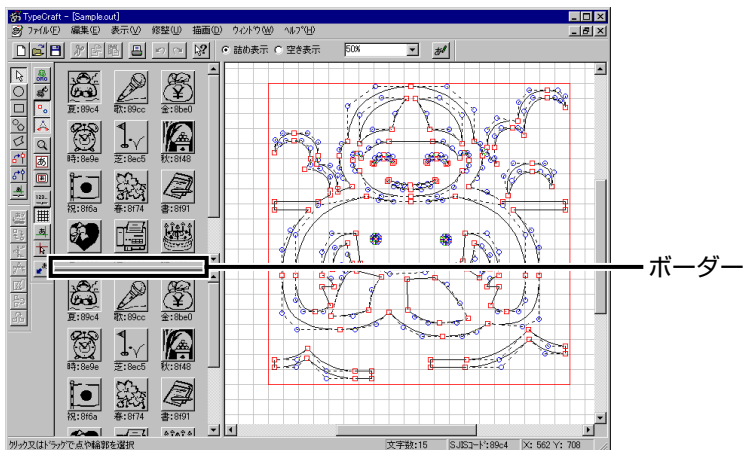 TypeCraft - [Sample.out]
ファイル(F) 編集(E) 表示(V) 修整(U) 描画(D) ウィンドウ(W) ヘルプ(H)
詰め表示 空き表示 50%
夏:89c4 歌:89cc 金:8be0
時:8e9e 芝:8ec5 秋:8f48
祝:8f6a 春:8f74 書:8f91
ボーダー
夏:89c4 歌:89cc 金:8be0
時:8e9e 芝:8ec5 秋:8f48
祝:8f6a 春:8f74 書:8f91
クリック又はドラッグで点や輪郭を選択 文字数:15 SJISコード:89c4 X: 562 Y: 708